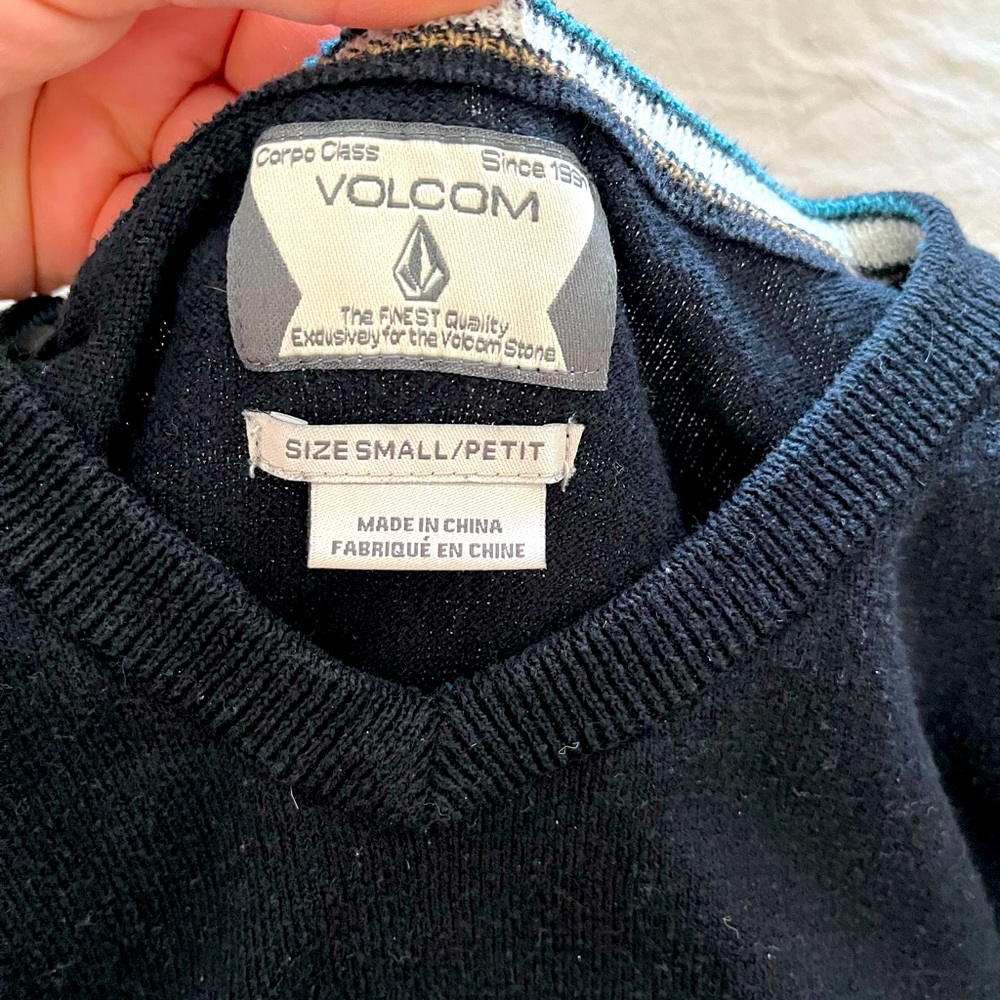 Corpo Class Since 1991
VOLCOM
The FiNEST Quality
Exclusively for the Volcom Stone
SIZE SMALL/PETIT
MADE IN CHINA
FABRIQUÉ EN CHINE